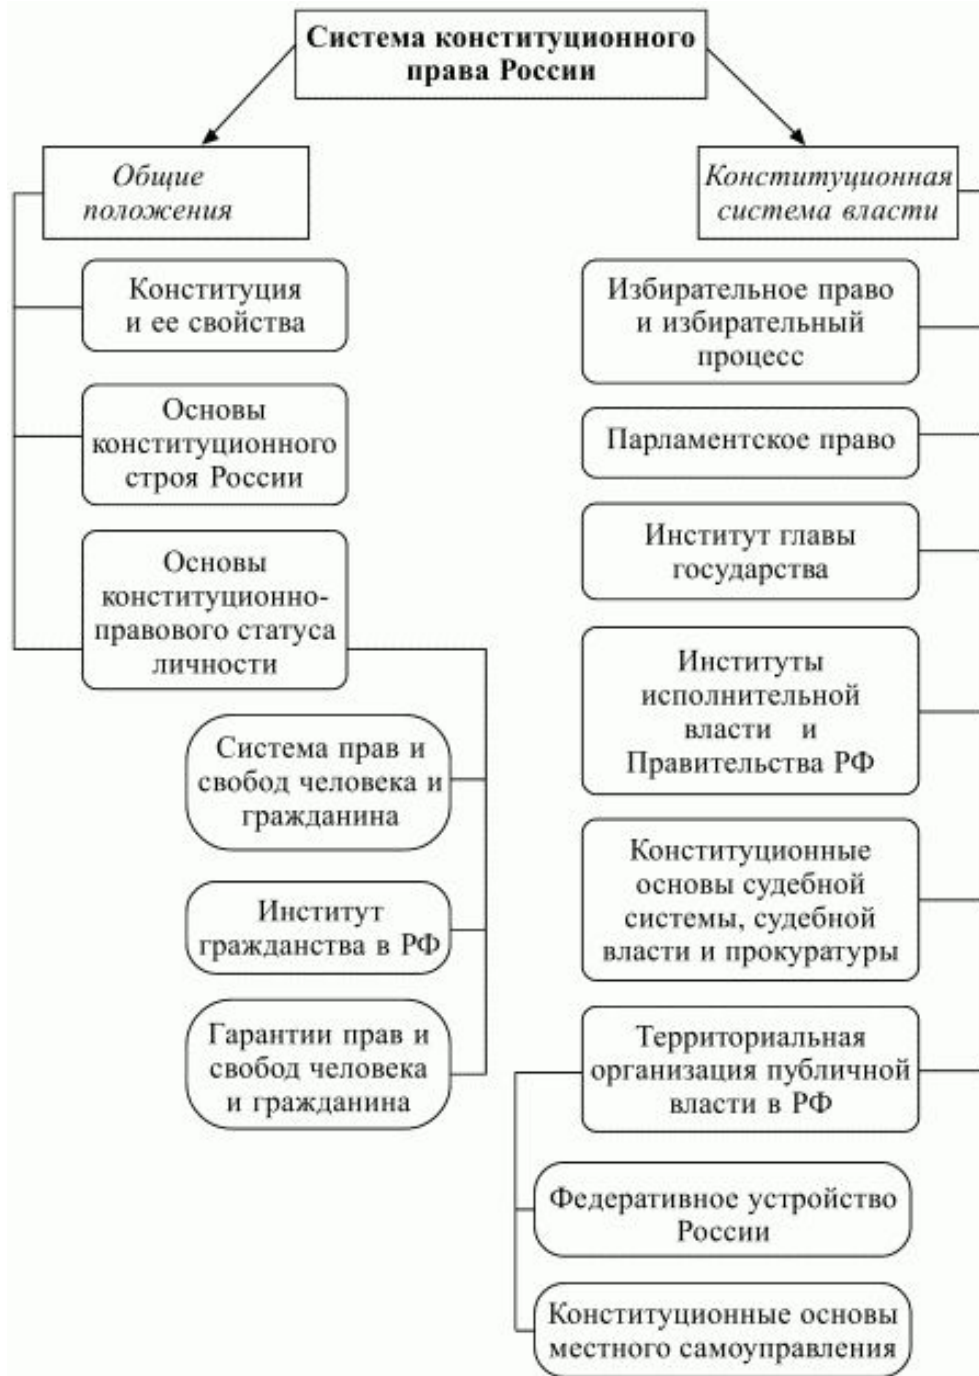 Система конституционного
права России
Общие
положения
Конституция
и ее свойства
Основы
конституционного
строя России
Основы
конституционно-
правового статуса
личности
Система прав и
свобод человека и
гражданина
Институт
гражданства в РФ
Гарантии прав и
свобод человека
и гражданина
Конституционная
система власти
Избирательное право
и избирательный
процесс
Парламентское право
Институт главы
государства
Институты
исполнительной
власти и
Правительства РФ
Конституционные
основы судебной
системы, судебной
власти и прокуратуры
Территориальная
организация публичной
власти в РФ
Федеративное устройство
России
Конституционные основы
местного самоуправления